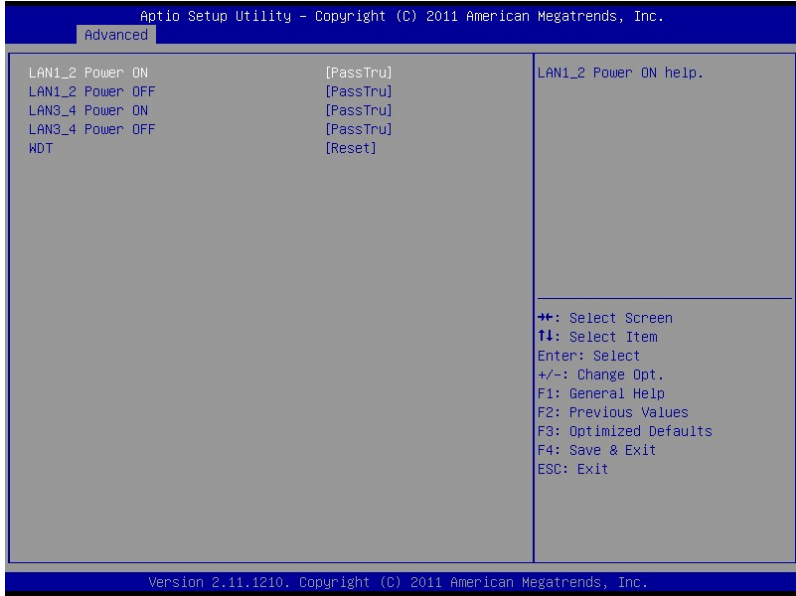 Aptio Setup Utility – Copyright (C) 2011 American Megatrends, Inc.
Advanced
LAN1_2 Power ON [PassTru]
LAN1_2 Power OFF [PassTru]
LAN3_4 Power ON [PassTru]
LAN3_4 Power OFF [PassTru]
WDT [Reset]
LAN1_2 Power ON help.
→←: Select Screen
↑↓: Select Item
Enter: Select
+/-: Change Opt.
F1: General Help
F2: Previous Values
F3: Optimized Defaults
F4: Save & Exit
ESC: Exit
Version 2.11.1210. Copyright (C) 2011 American Megatrends, Inc.